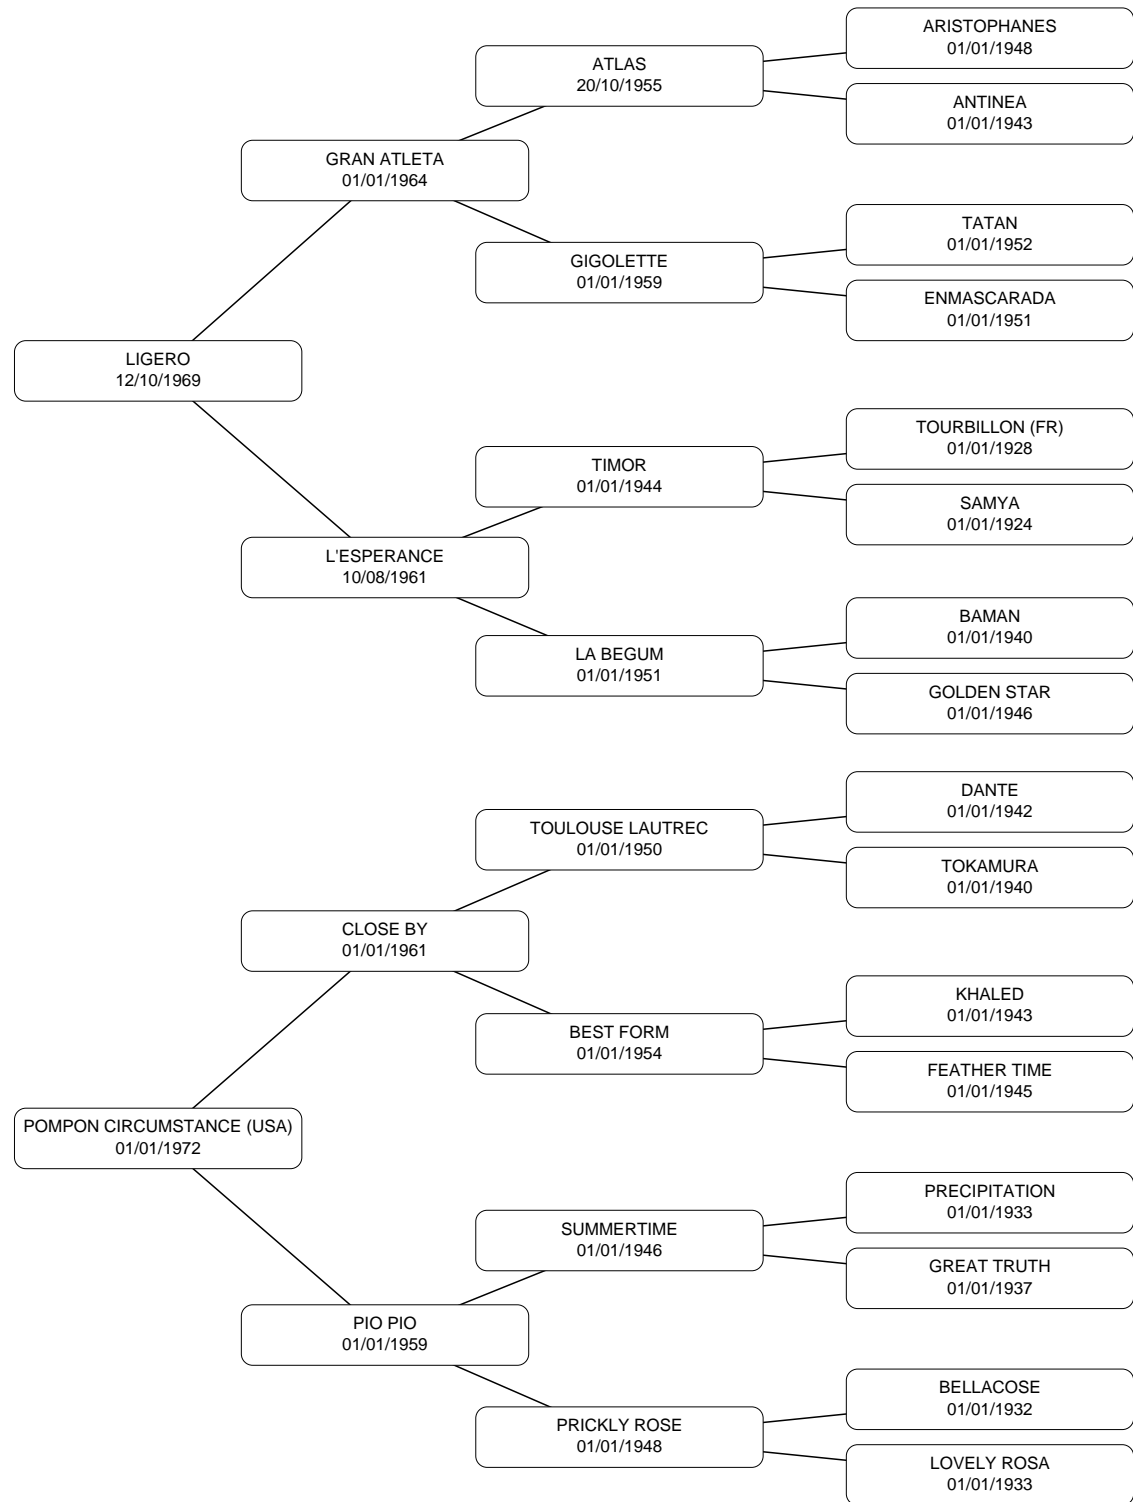 ARISTOPHANES
01/01/1948
ATLAS
20/10/1955
ANTINEA
01/01/1943
GRAN ATLETA
01/01/1964
TATAN
01/01/1952
GIGOLETTE
01/01/1959
ENMASCARADA
01/01/1951
LIGERO
12/10/1969
TOURBILLON (FR)
01/01/1928
TIMOR
01/01/1944
SAMYA
01/01/1924
L'ESPERANCE
10/08/1961
BAMAN
01/01/1940
LA BEGUM
01/01/1951
GOLDEN STAR
01/01/1946
DANTE
01/01/1942
TOULOUSE LAUTREC
01/01/1950
TOKAMURA
01/01/1940
CLOSE BY
01/01/1961
KHALED
01/01/1943
BEST FORM
01/01/1954
FEATHER TIME
01/01/1945
POMPON CIRCUMSTANCE (USA)
01/01/1972
PRECIPITATION
01/01/1933
SUMMERTIME
01/01/1946
GREAT TRUTH
01/01/1937
PIO PIO
01/01/1959
BELLACOSE
01/01/1932
PRICKLY ROSE
01/01/1948
LOVELY ROSA
01/01/1933